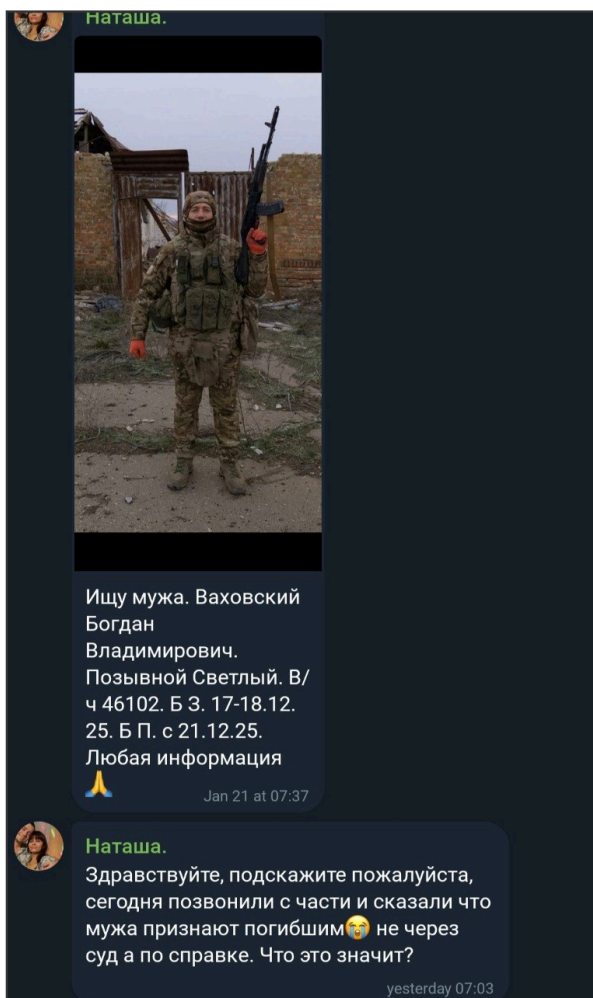 Наташа.
Ищу мужа. Ваховский
Богдан
Владимирович.
Позывной Светлый. В/
ч 46102. Б З. 17-18.12.
25. Б П. с 21.12.25.
Любая информация
🙏
Jan 21 at 07:37
Наташа.
Здравствуйте, подскажите пожалуйста,
сегодня позвонили с части и сказали что
мужа признают погибшим😭 не через
суд а по справке. Что это значит?
yesterday 07:03